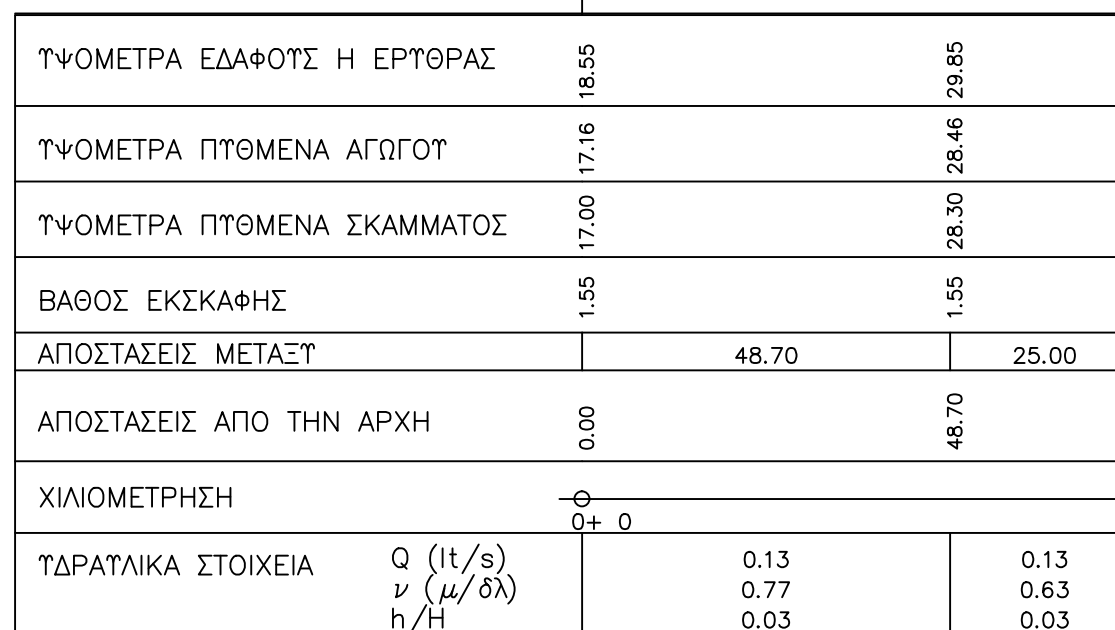 ΥΨΟΜΕΤΡΑ ΕΔΑΦΟΥΣ Η ΕΡΥΘΡΑΣ 18.55 29.85
ΥΨΟΜΕΤΡΑ ΠΥΘΜΕΝΑ ΑΓΩΓΟΥ 17.16 28.46
ΥΨΟΜΕΤΡΑ ΠΥΘΜΕΝΑ ΣΚΑΜΜΑΤΟΣ 17.00 28.30
ΒΑΘΟΣ ΕΚΣΚΑΦΗΣ 1.55 1.55
ΑΠΟΣΤΑΣΕΙΣ ΜΕΤΑΞΥ 48.70 25.00
ΑΠΟΣΤΑΣΕΙΣ ΑΠΟ ΤΗΝ ΑΡΧΗ 0.00 48.70
ΧΙΛΙΟΜΕΤΡΗΣΗ
0+ 0
ΥΔΡΑΥΛΙΚΑ ΣΤΟΙΧΕΙΑ Q (lt/s) 0.13 0.13
ν (μ/δλ) 0.77 0.63
h/H 0.03 0.03